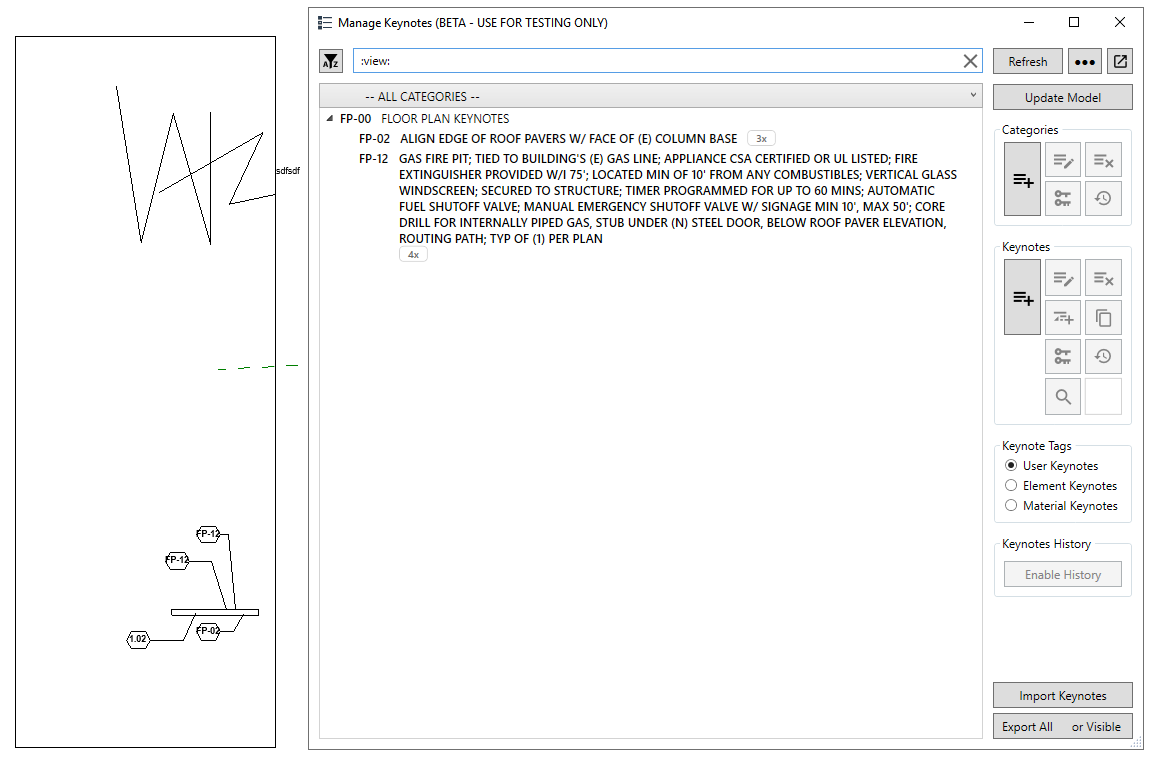 sdfsdf
FP-12
FP-12
1.02
FP-02
Manage Keynotes (BETA - USE FOR TESTING ONLY)
:view:
Refresh
-- ALL CATEGORIES --
FP-00 FLOOR PLAN KEYNOTES
FP-02 ALIGN EDGE OF ROOF PAVERS W/ FACE OF (E) COLUMN BASE 3x
FP-12 GAS FIRE PIT; TIED TO BUILDING'S (E) GAS LINE; APPLIANCE CSA CERTIFIED OR UL LISTED; FIRE
EXTINGUISHER PROVIDED W/I 75'; LOCATED MIN OF 10' FROM ANY COMBUSTIBLES; VERTICAL GLASS
WINDSCREEN; SECURED TO STRUCTURE; TIMER PROGRAMMED FOR UP TO 60 MINS; AUTOMATIC
FUEL SHUTOFF VALVE; MANUAL EMERGENCY SHUTOFF VALVE W/ SIGNAGE MIN 10', MAX 50'; CORE
DRILL FOR INTERNALLY PIPED GAS, STUB UNDER (N) STEEL DOOR, BELOW ROOF PAVER ELEVATION,
ROUTING PATH; TYP OF (1) PER PLAN
4x
Update Model
Categories
Keynotes
Keynote Tags
User Keynotes
Element Keynotes
Material Keynotes
Keynotes History
Enable History
Import Keynotes
Export All or Visible